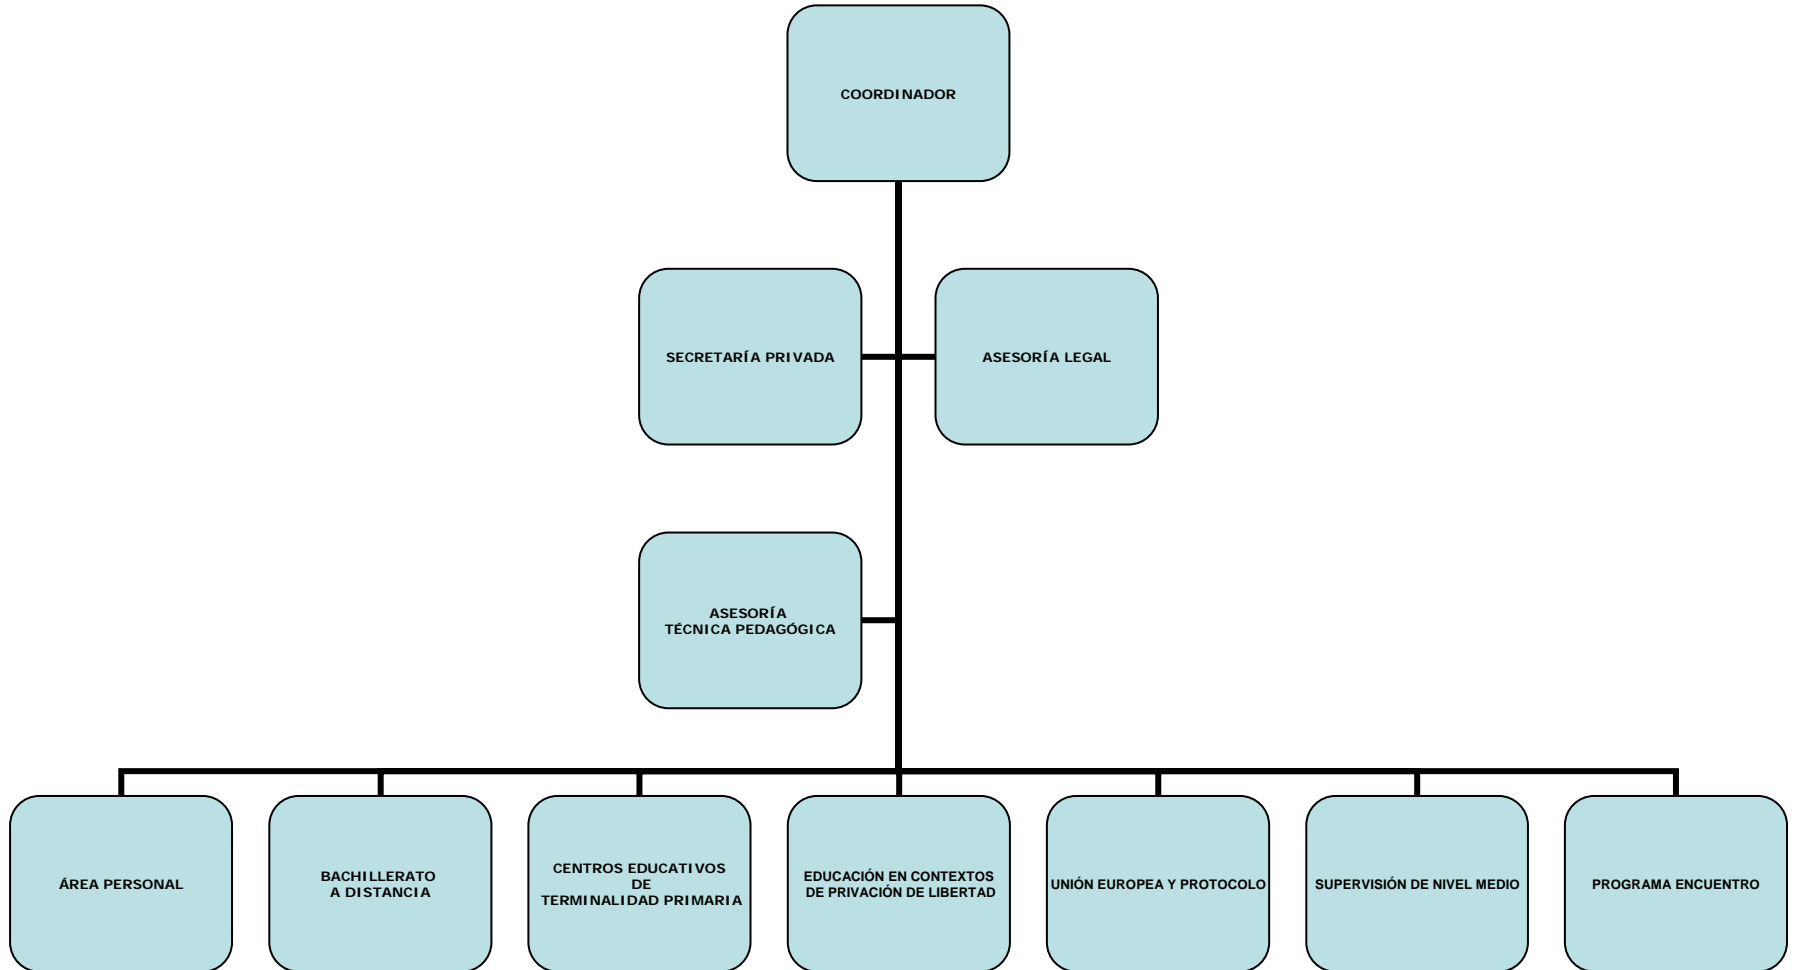 COORDINADOR
SECRETARÍA PRIVADA
ASESORÍA LEGAL
ASESORÍA
TÉCNICA PEDAGÓGICA
ÁREA PERSONAL
BACHILLERATO
A DISTANCIA
CENTROS EDUCATIVOS
DE
TERMINALIDAD PRIMARIA
EDUCACIÓN EN CONTEXTOS
DE PRIVACIÓN DE LIBERTAD
UNIÓN EUROPEA Y PROTOCOLO
SUPERVISIÓN DE NIVEL MEDIO
PROGRAMA ENCUENTRO